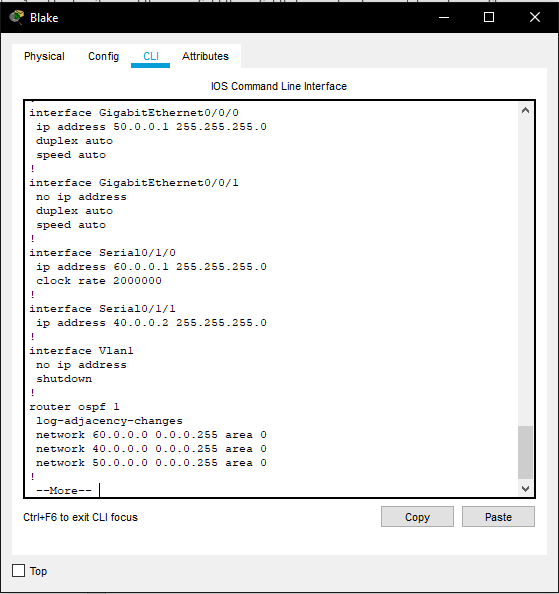 Blake
Physical Config CLI Attributes
IOS Command Line Interface
!
interface GigabitEthernet0/0/0
ip address 50.0.0.1 255.255.255.0
duplex auto
speed auto
!
interface GigabitEthernet0/0/1
no ip address
duplex auto
speed auto
!
interface Serial0/1/0
ip address 60.0.0.1 255.255.255.0
clock rate 2000000
!
interface Serial0/1/1
ip address 40.0.0.2 255.255.255.0
!
interface Vlan1
no ip address
shutdown
!
router ospf 1
log-adjacency-changes
network 60.0.0.0 0.0.0.255 area 0
network 40.0.0.0 0.0.0.255 area 0
network 50.0.0.0 0.0.0.255 area 0
!
--More--
Ctrl+F6 to exit CLI focus
Copy Paste
Top